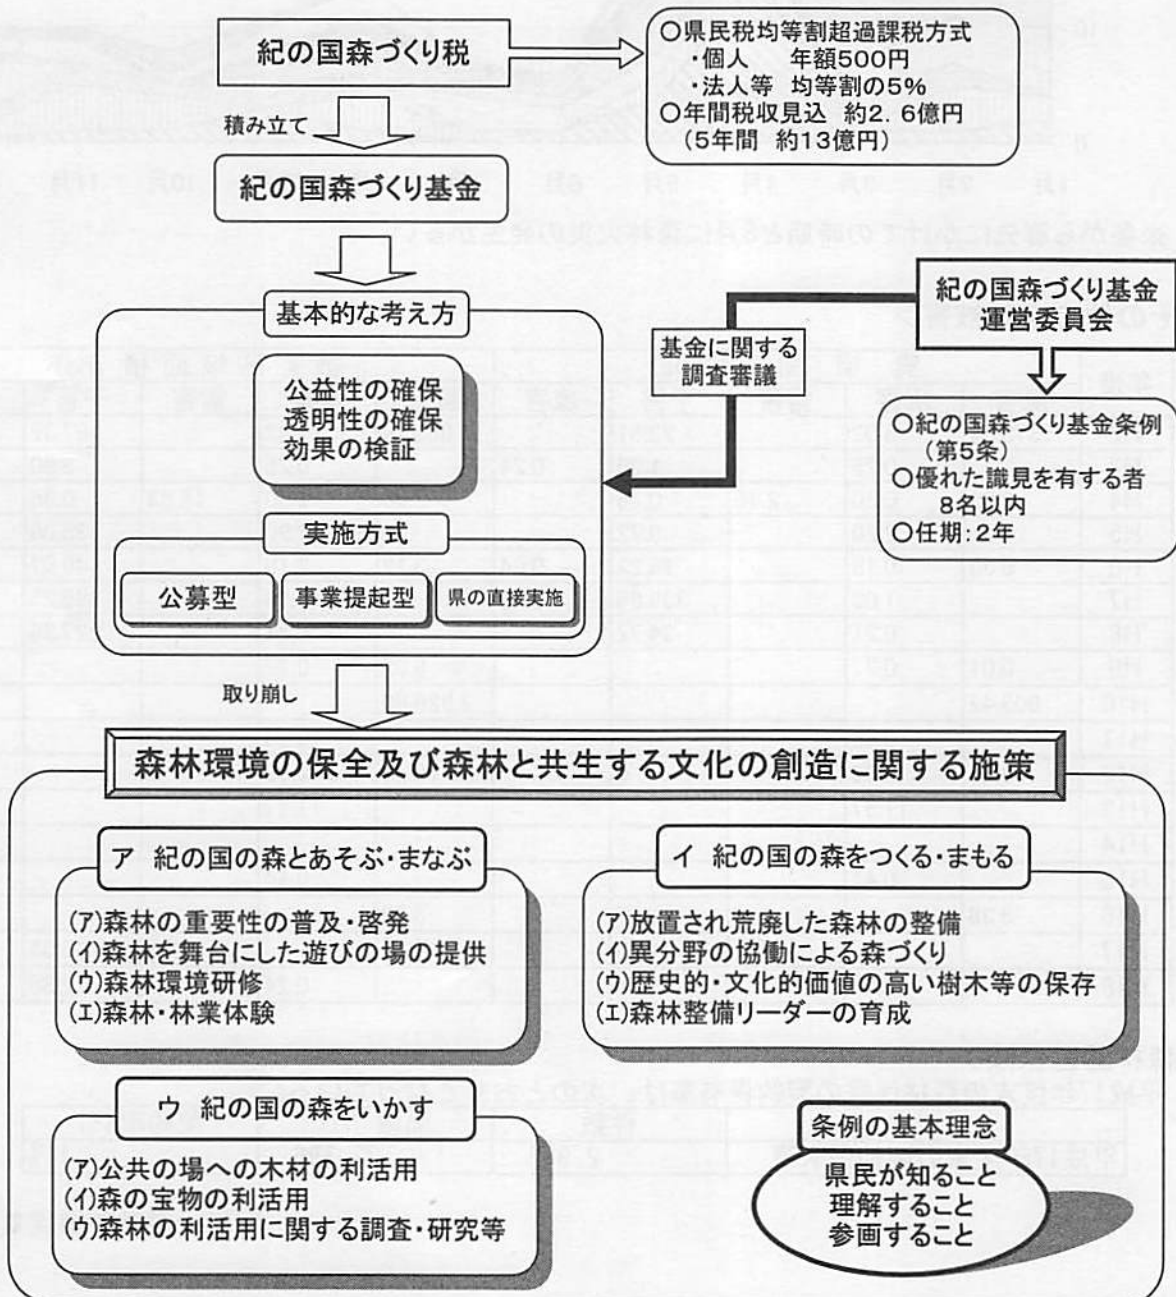 紀の国森づくり税
○県民税均等割超過課税方式
・個人　　年額500円
・法人等　均等割の5%
○年間税収見込　約2．6億円
（5年間　約13億円）
積み立て
紀の国森づくり基金
基本的な考え方
公益性の確保
透明性の確保
効果の検証
実施方式
公募型
事業提起型
県の直接実施
基金に関する
調査審議
紀の国森づくり基金
運営委員会
○紀の国森づくり基金条例
（第5条）
○優れた識見を有する者
8名以内
○任期：2年
取り崩し
森林環境の保全及び森林と共生する文化の創造に関する施策
ア　紀の国の森とあそぶ・まなぶ
(ア)森林の重要性の普及・啓発
(イ)森林を舞台にした遊びの場の提供
(ウ)森林環境研修
(エ)森林・林業体験
イ　紀の国の森をつくる・まもる
(ア)放置され荒廃した森林の整備
(イ)異分野の協働による森づくり
(ウ)歴史的・文化的価値の高い樹木等の保存
(エ)森林整備リーダーの育成
ウ　紀の国の森をいかす
(ア)公共の場への木材の利活用
(イ)森の宝物の利活用
(ウ)森林の利活用に関する調査・研究等
条例の基本理念
県民が知ること
理解すること
参画すること